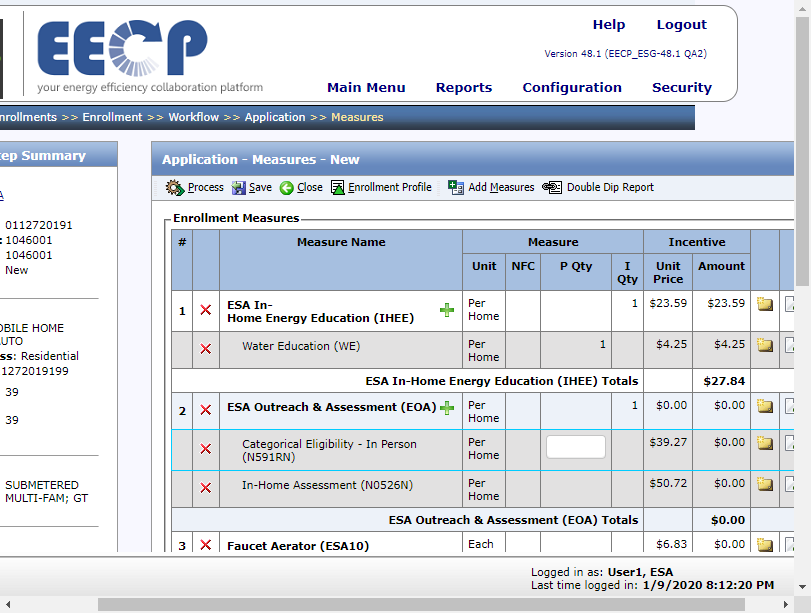 Help Logout
EECP
your energy efficiency collaboration platform
Version 48.1 (EECP_ESG-48.1 QA2)
Main Menu Reports Configuration Security
nrollments >> Enrollment >> Workflow >> Application >> Measures
ep Summary
Application - Measures - New
Process Save Close Enrollment Profile Add Measures Double Dip Report
A
0112720191
: 1046001
1046001
New
OBILE HOME
UTO
ss: Residential
1272019199
39
39
SUBMETERED
MULTI-FAM; GT
Enrollment Measures
# Measure Name Measure Incentive
Unit NFC P Qty I Qty Unit Price Amount
1 ESA In-
Home Energy Education (IHEE) Per Home 1 $23.59 $23.59
Water Education (WE) Per Home 1 $4.25 $4.25
ESA In-Home Energy Education (IHEE) Totals $27.84
2 ESA Outreach & Assessment (EOA) Per Home 1 $0.00 $0.00
Categorical Eligibility - In Person
(N591RN) Per Home $39.27 $0.00
In-Home Assessment (N0526N) Per Home $50.72 $0.00
ESA Outreach & Assessment (EOA) Totals $0.00
3 Faucet Aerator (ESA10) Each $6.83 $0.00
Logged in as: User1, ESA
Last time logged in: 1/9/2020 8:12:20 PM